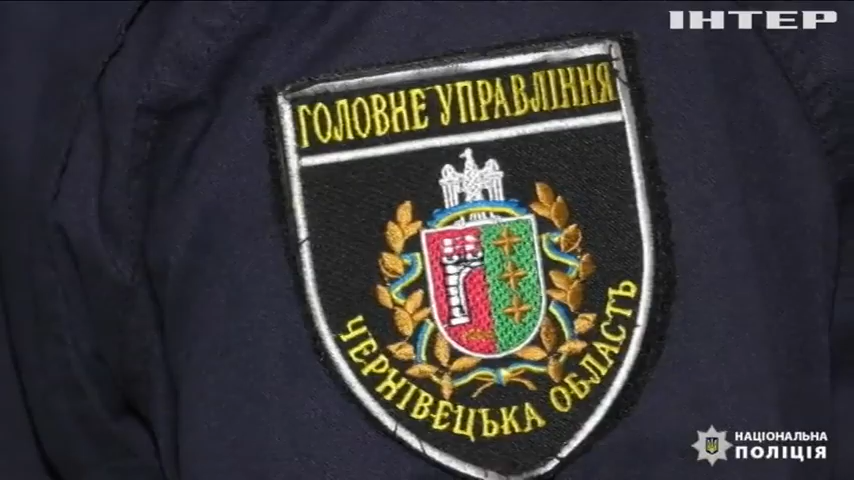 ІНТЕР
ГОЛОВНЕ УПРАВЛІННЯ
ЧЕРНІВЕЦЬКА ОБЛАСТЬ
НАЦІОНАЛЬНА
ПОЛІЦІЯ